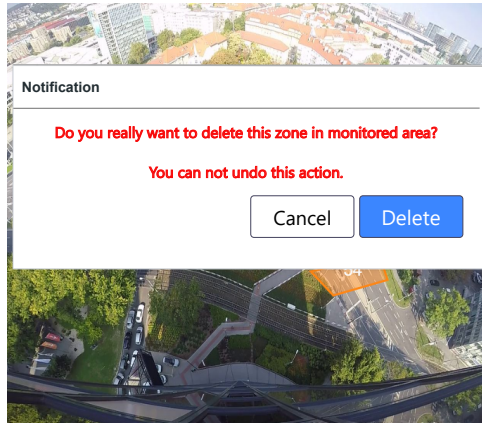 Notification
Do you really want to delete this zone in monitored area?
You can not undo this action.
Cancel
Delete